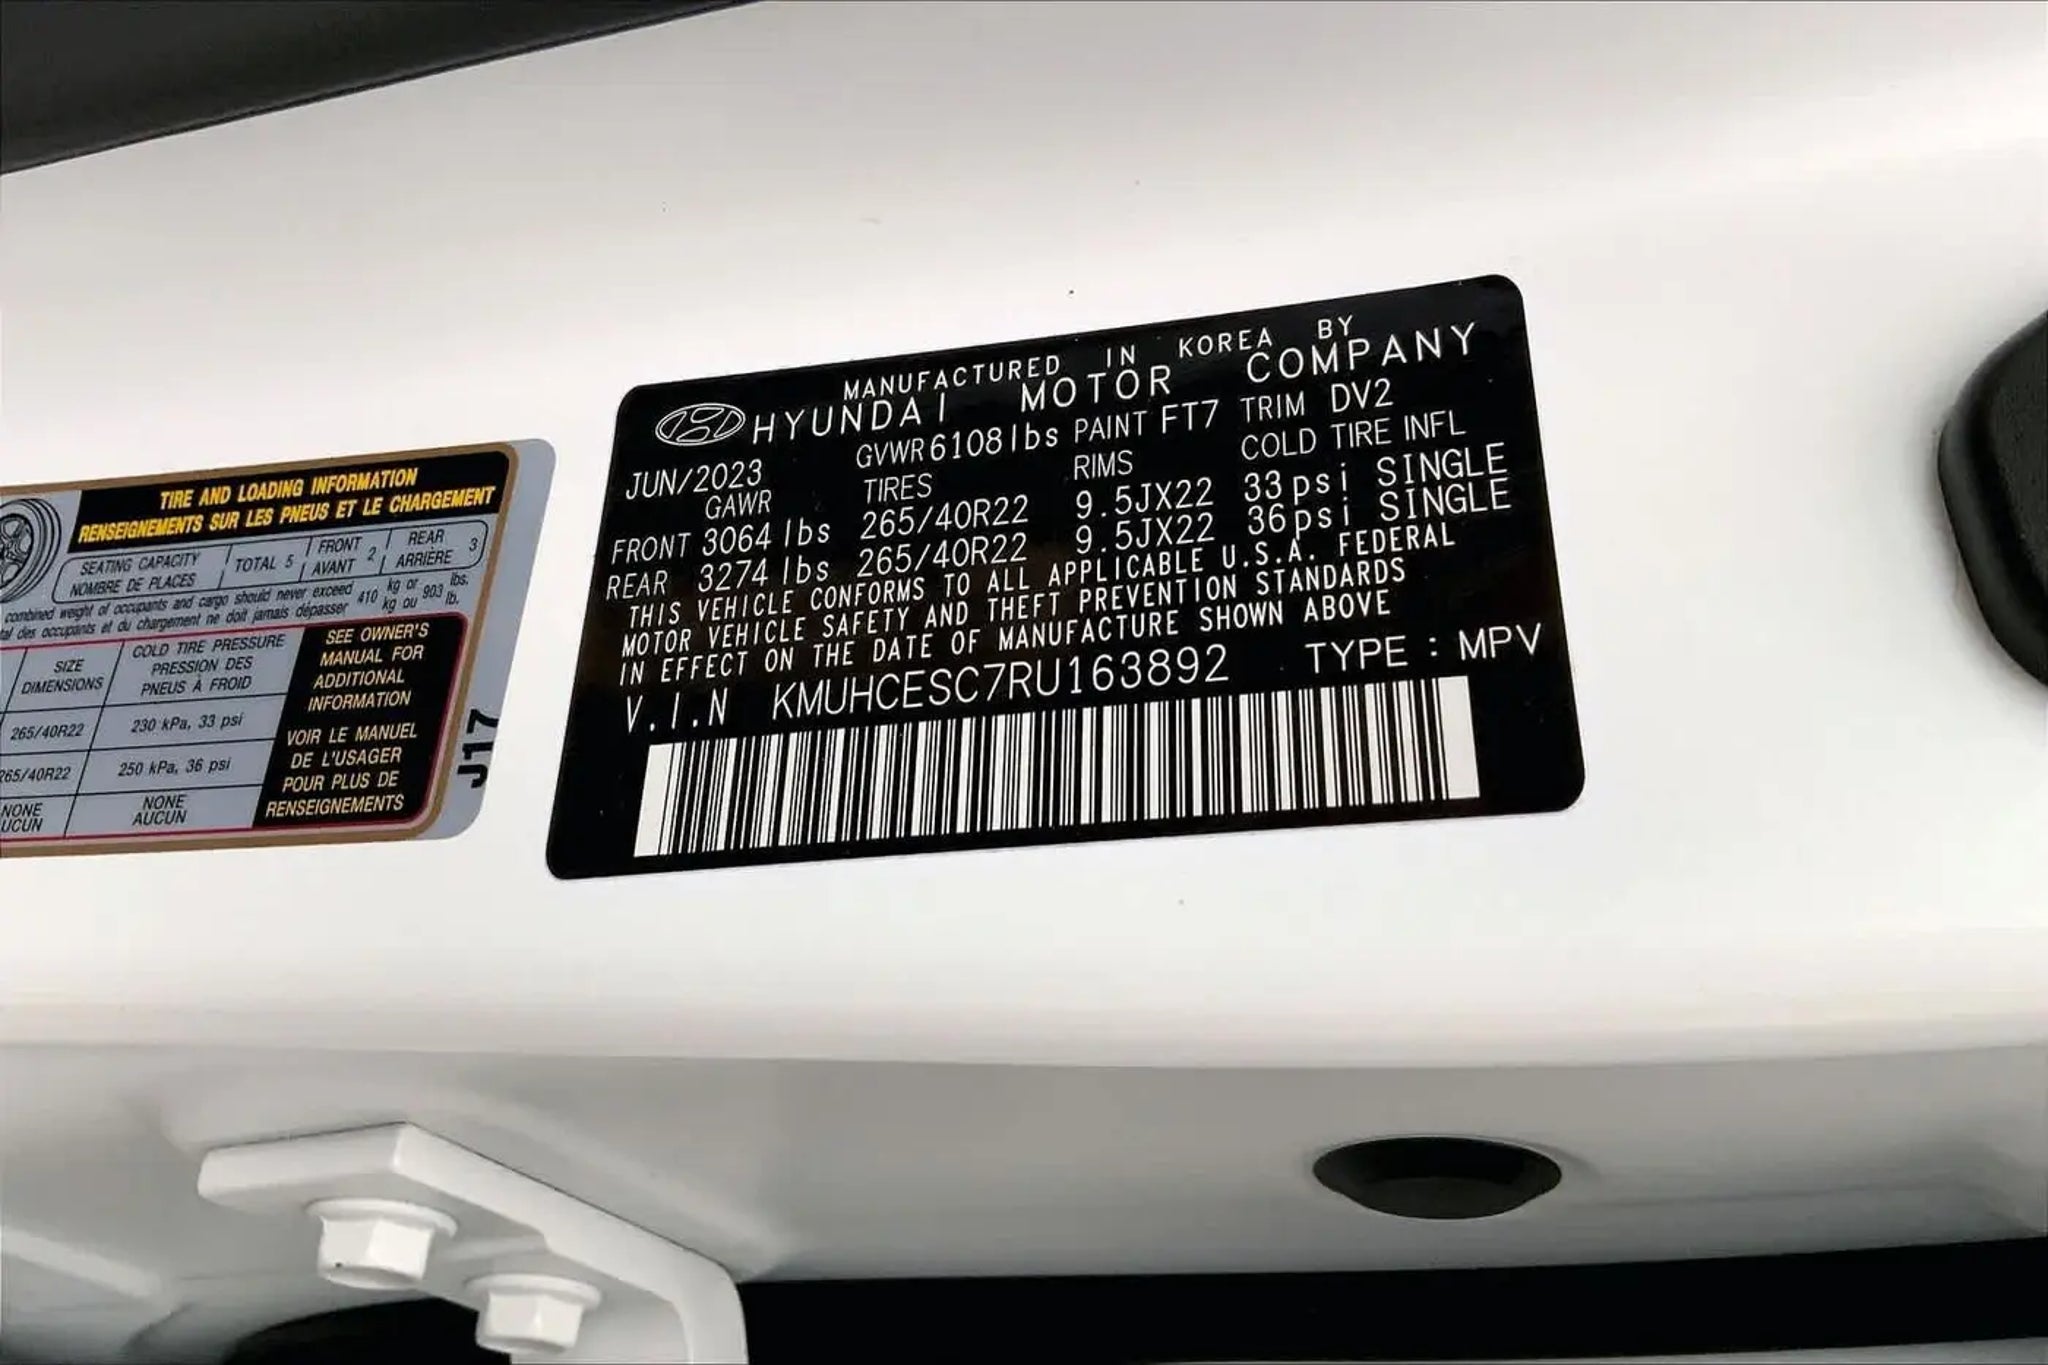 TIRE AND LOADING INFORMATION
RENSEIGNEMENTS SUR LES PNEUS ET LE CHARGEMENT
SEATING CAPACITY
NOMBRE DE PLACES
TOTAL 5
FRONT
AVANT
2
REAR
ARRIÈRE
3
combined weight of occupants and cargo should never exceed 410 kg or 903 lbs.
des occupants et du chargement ne doit jamais dépasser kg ou lb.
SIZE
DIMENSIONS
COLD TIRE PRESSURE
PRESSION DES
PNEUS À FROID
265/40R22
230 kPa, 33 psi
265/40R22
250 kPa, 36 psi
NONE
AUCUN
NONE
AUCUN
SEE OWNER'S
MANUAL FOR
ADDITIONAL
INFORMATION
VOIR LE MANUEL
DE L'USAGER
POUR PLUS DE
RENSEIGNEMENTS
J17
MANUFACTURED IN KOREA BY
HYUNDAI MOTOR COMPANY
JUN/2023 GVWR 6108lbs PAINT FT7 TRIM DV2
GAWR TIRES RIMS COLD TIRE INFL
FRONT 3064 lbs 265/40R22 9.5JX22 33psi SINGLE
REAR 3274 lbs 265/40R22 9.5JX22 36psi SINGLE
THIS VEHICLE CONFORMS TO ALL APPLICABLE U.S.A. FEDERAL
MOTOR VEHICLE SAFETY AND THEFT PREVENTION STANDARDS
IN EFFECT ON THE DATE OF MANUFACTURE SHOWN ABOVE
V.I.N KMUHCESC7RU163892 TYPE : MPV